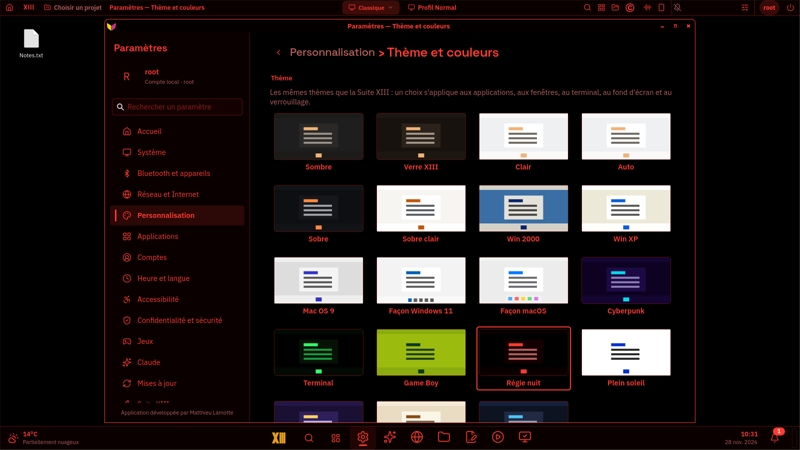 XIII Choisir un projet Paramètres — Thème et couleurs Classique Profil Normal root
Paramètres — Thème et couleurs
Notes.txt
Paramètres
R
root
Compte local · root
Rechercher un paramètre
Accueil
Système
Bluetooth et appareils
Réseau et Internet
Personnalisation
Applications
Comptes
Heure et langue
Accessibilité
Confidentialité et sécurité
Jeux
Claude
Mises à jour
Application développée par Matthieu Lamotte
Personnalisation > Thème et couleurs
Thème
Les mêmes thèmes que la Suite XIII : un choix s'applique aux applications, aux fenêtres, au terminal, au fond d'écran et au
verrouillage.
Sombre Verre XIII Clair Auto
Sobre Sobre clair Win 2000 Win XP
Mac OS 9 Façon Windows 11 Façon macOS Cyberpunk
Terminal Game Boy Régie nuit Plein soleil
14°C
Partiellement nuageux
XIII
10:31
28 nov. 2026
1